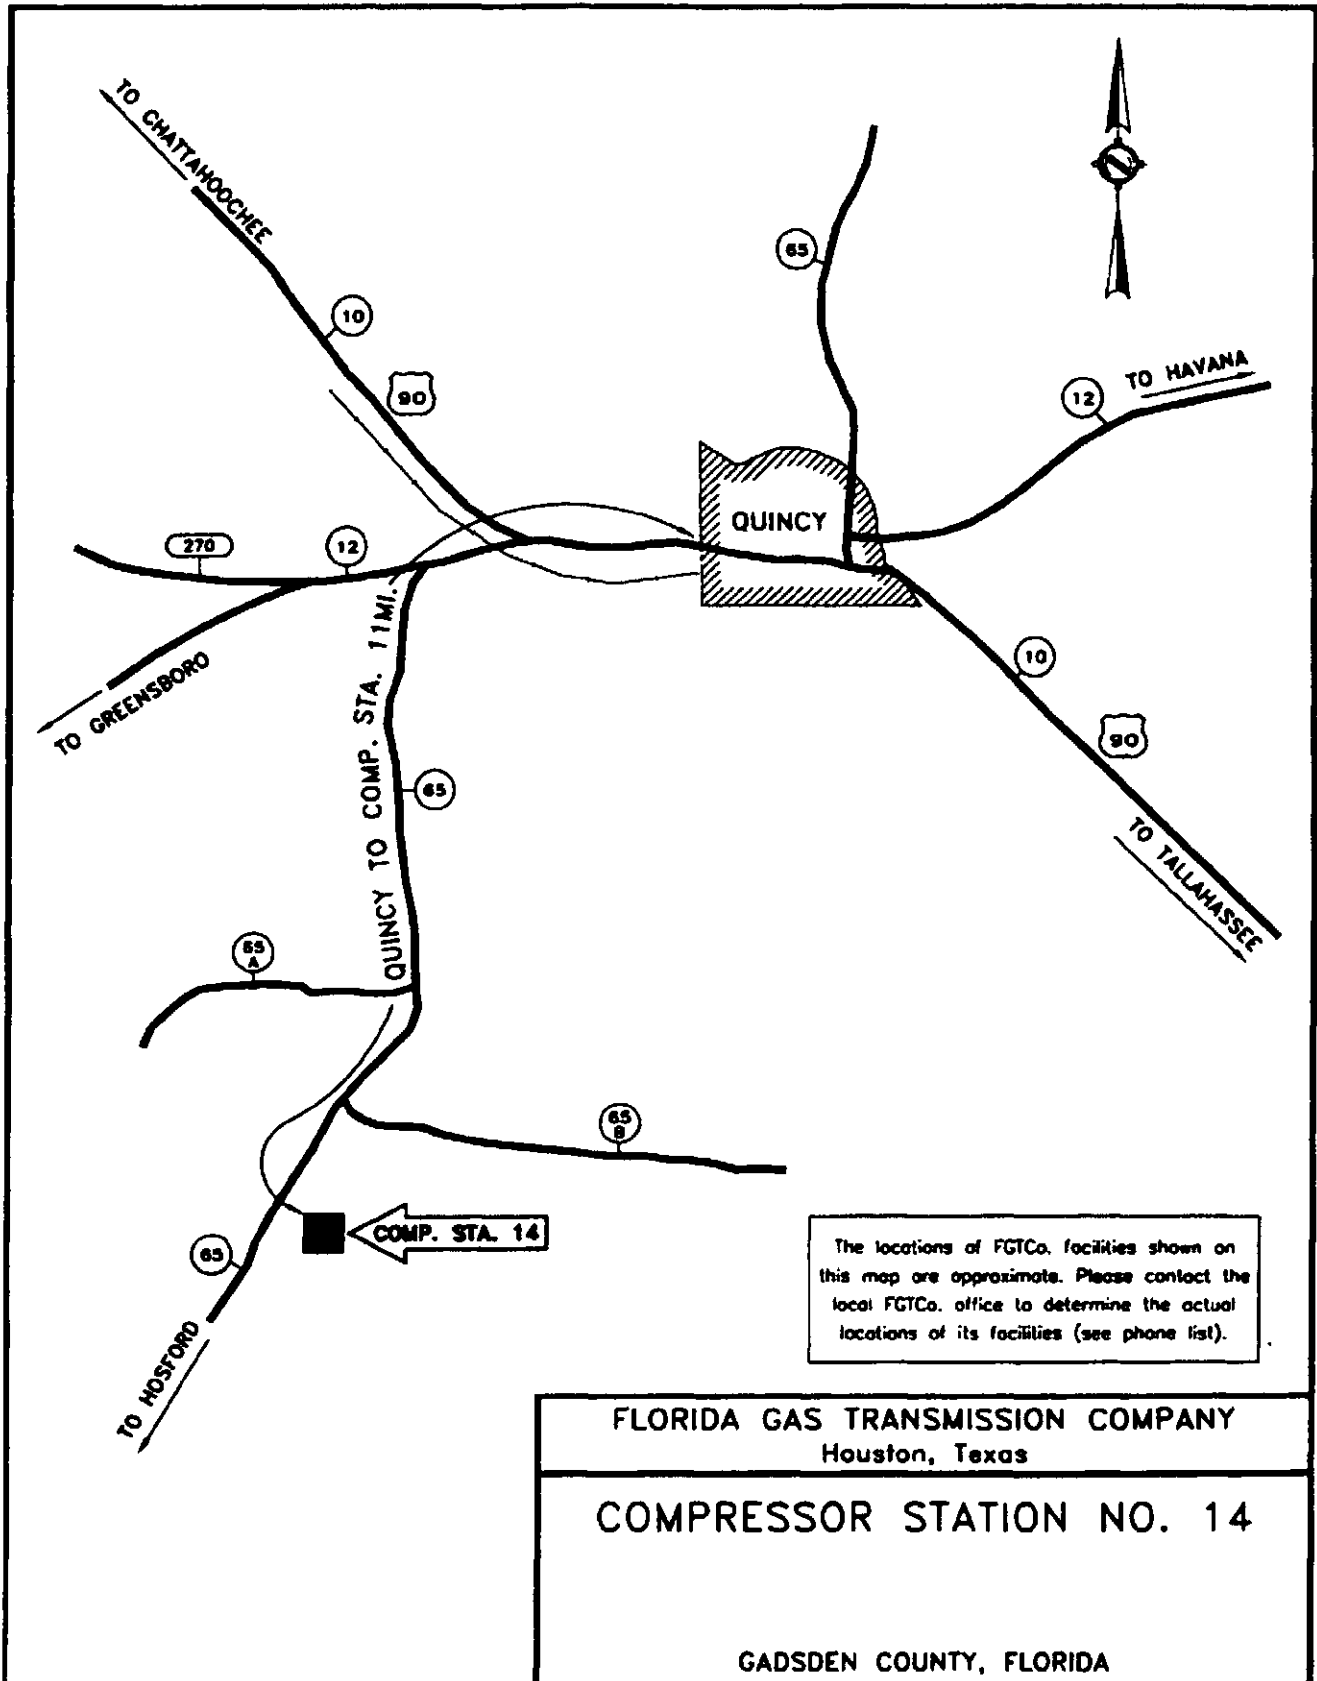 TO CHATTAHOOCHEE
10
90
65
12
TO HAVANA
QUINCY
270
12
TO GREENSBORO
QUINCY TO COMP. STA. 11MI.
10
90
TO TALLAHASSEE
65
65
A
65
B
COMP. STA. 14
65
TO HOSFORD
The locations of FGTCo. facilities shown on
this map are approximate. Please contact the
local FGTCo. office to determine the actual
locations of its facilities (see phone list).
FLORIDA GAS TRANSMISSION COMPANY
Houston, Texas
COMPRESSOR STATION NO. 14
GADSDEN COUNTY, FLORIDA